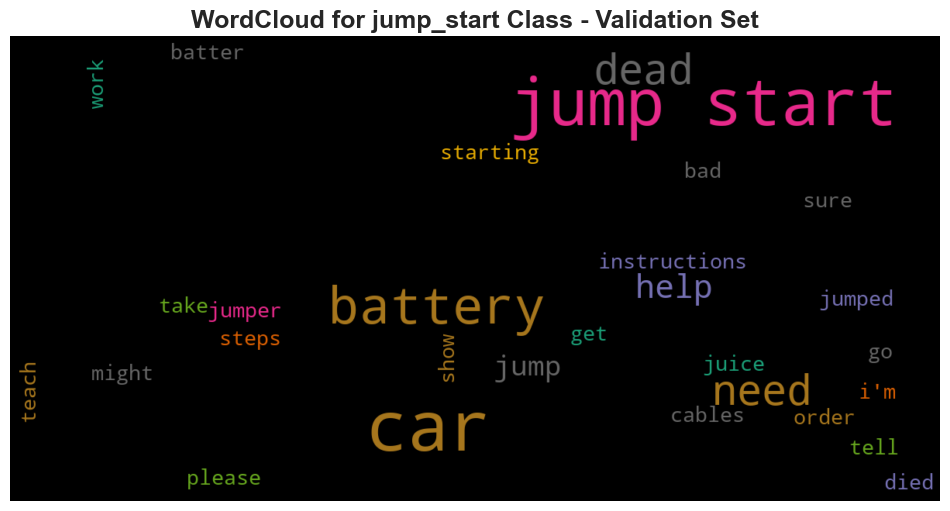 WordCloud for jump_start Class - Validation Set
batter
work
dead
jump start
starting
bad
sure
instructions
help
battery
take
jumper
jumped
steps
get
show
jump
juice
go
might
teach
need
i'm
car
cables
order
tell
please
died